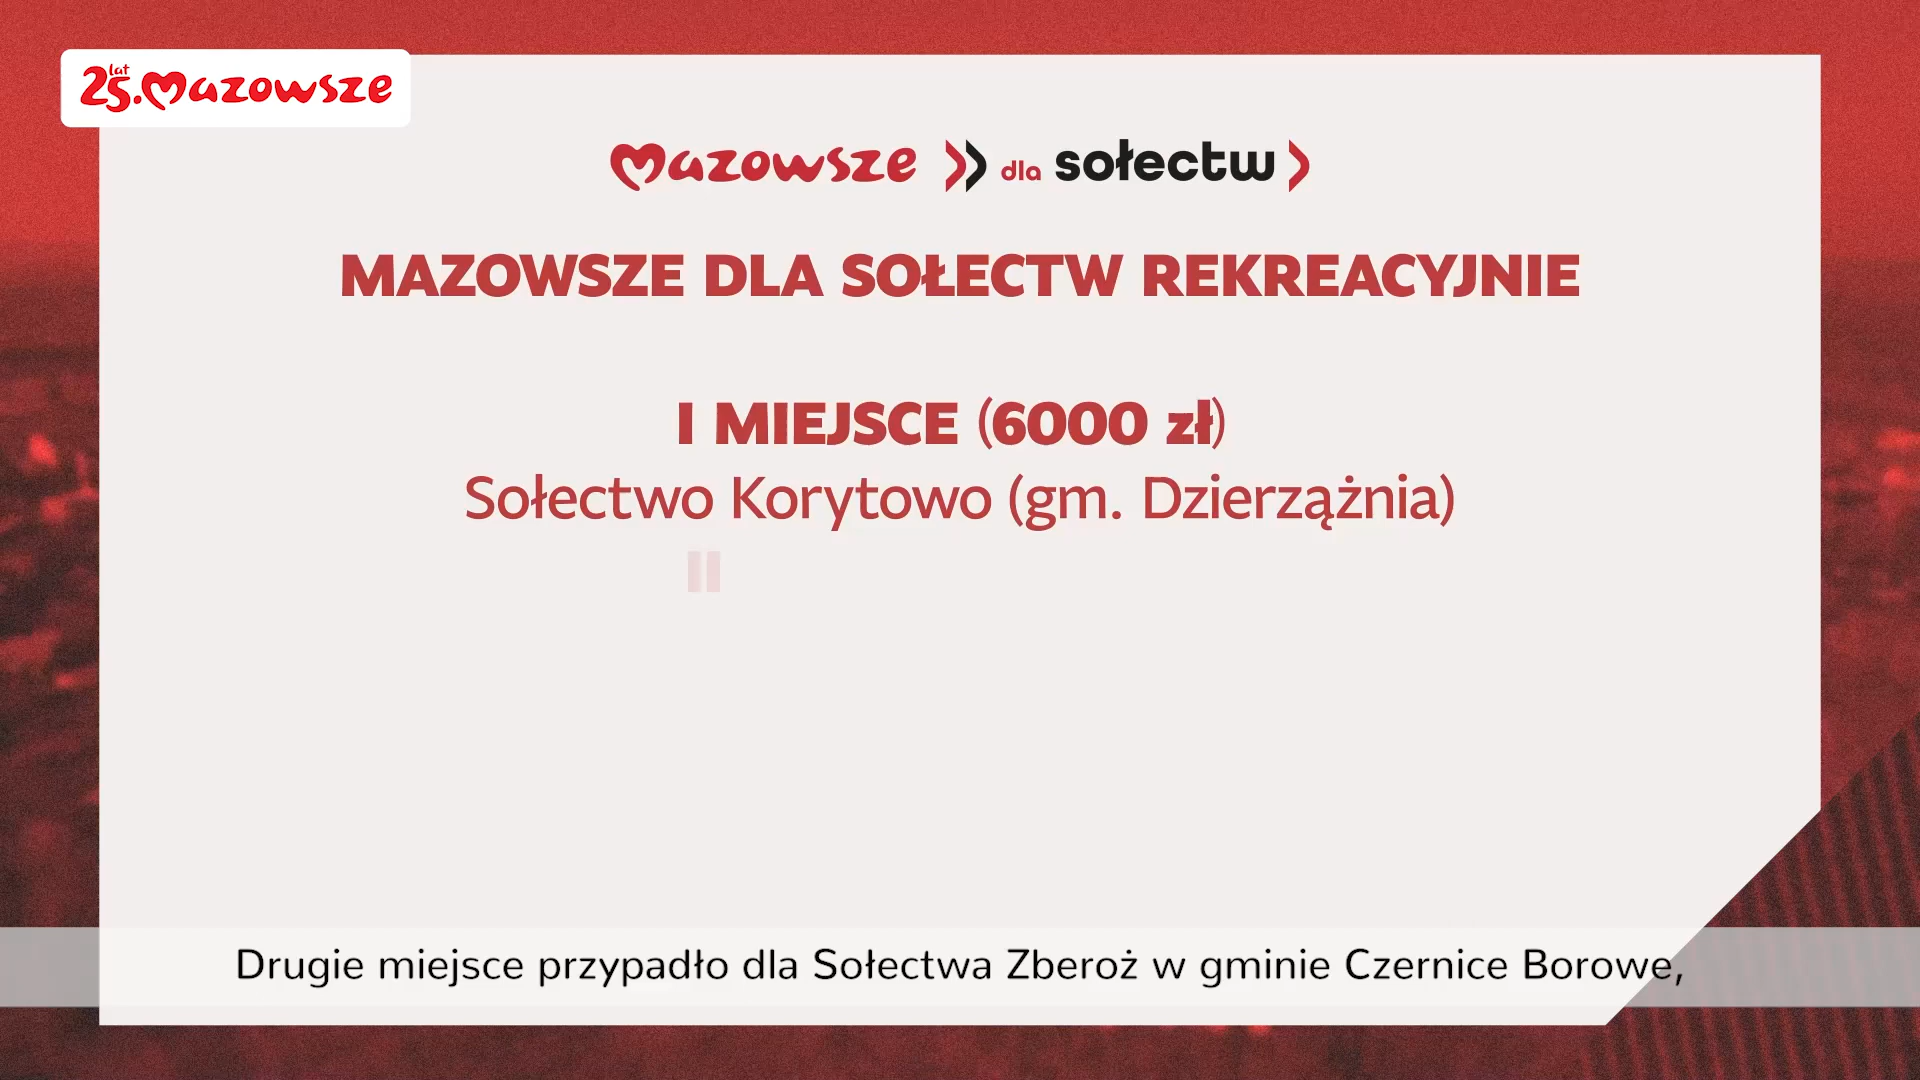 25 lat. Mazowsze
Mazowsze dla sołectw
MAZOWSZE DLA SOŁECTW REKREACYJNIE
I MIEJSCE (6000 zł)
Sołectwo Korytowo (gm. Dzierzążnia)
II
Drugie miejsce przypadło dla Sołectwa Zberoż w gminie Czernice Borowe,